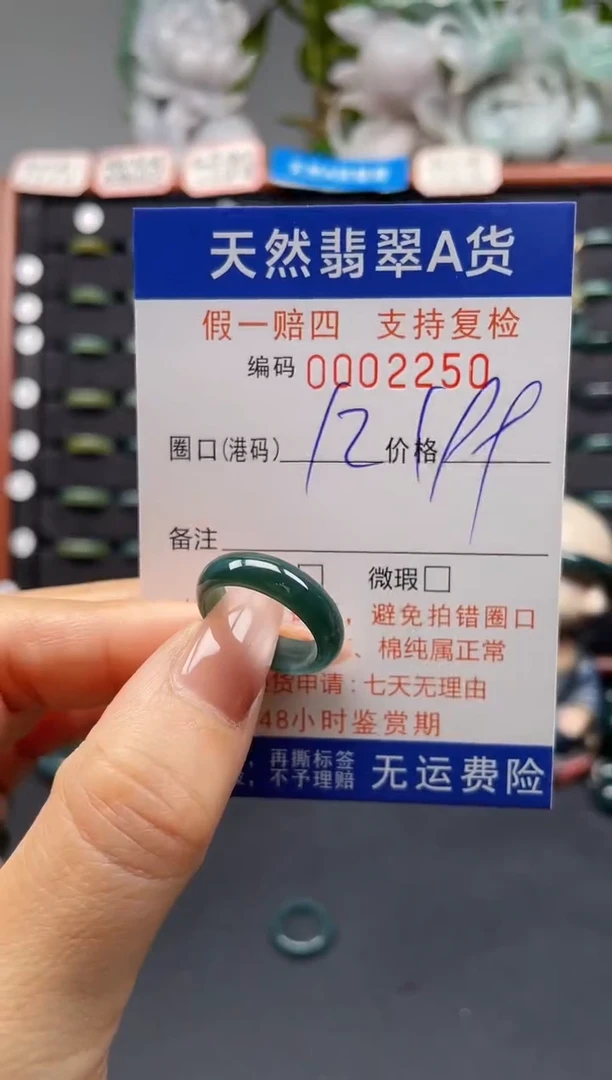 天然翡翠A货
假一赔四 支持复检
编码 0002250
圈口(港码) 12 价格 199
备注
微瑕□
，避免拍错圈口
、棉纯属正常
货申请：七天无理由
48小时鉴赏期
，再撕标签
，不予理赔
无运费险